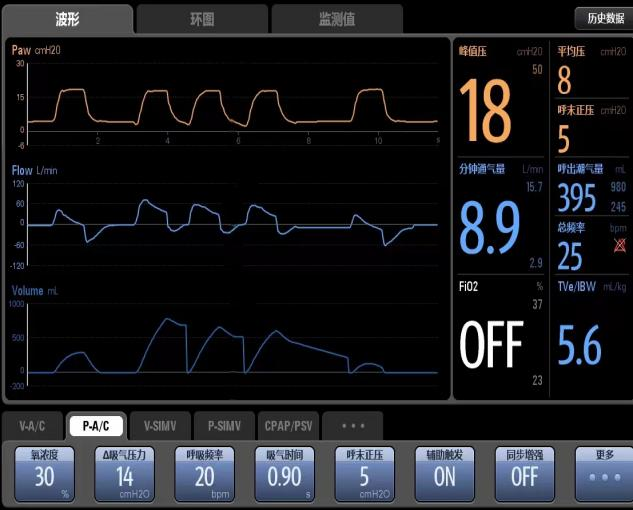 波形 环图 监测值 历史数据
Paw cmH2O
30
15
0
-6
2 4 6 8 10
Flow L/min
120
60
0
-60
-120
Volume mL
1000
500
0
-200
峰值压 cmH2O
50
18
平均压 cmH2O
8
呼末正压 cmH2O
5
分钟通气量 L/min
15.7
8.9
2.9
呼出潮气量 mL
395 980
245
总频率 bpm
25
FiO2 %
37
OFF
23
TVe/IBW mL/kg
5.6
V-A/C P-A/C V-SIMV P-SIMV CPAP/PSV •••
氧浓度 Δ吸气压力 呼吸频率 吸气时间 呼末正压 辅助触发 同步增强 更多
30 14 20 0.90 5 ON OFF •••
% cmH2O bpm s cmH2O